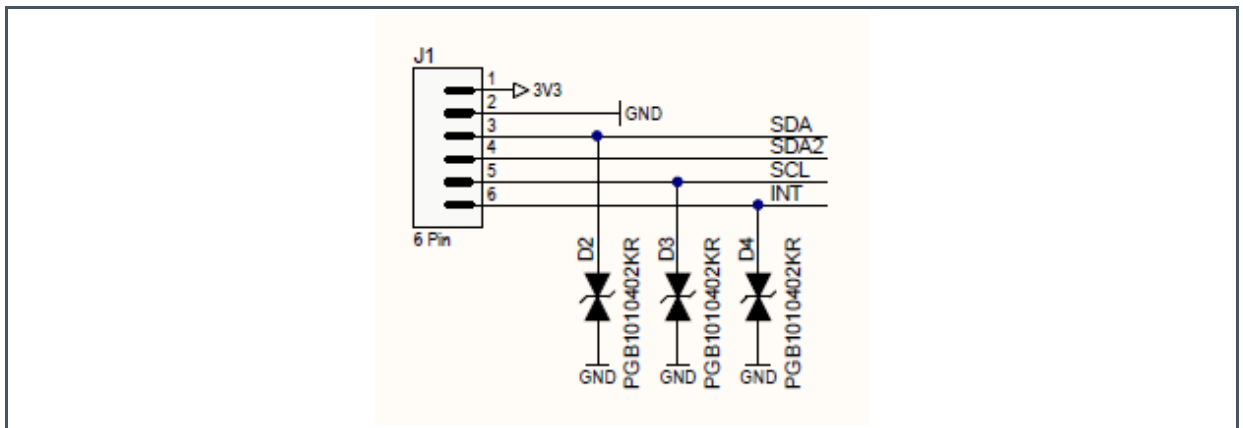 J1
1
3V3
2
GND
3
SDA
4
SDA2
5
SCL
6
INT
6 Pin
D2
PGB1010402KR
D3
PGB1010402KR
D4
PGB1010402KR
GND
GND
GND